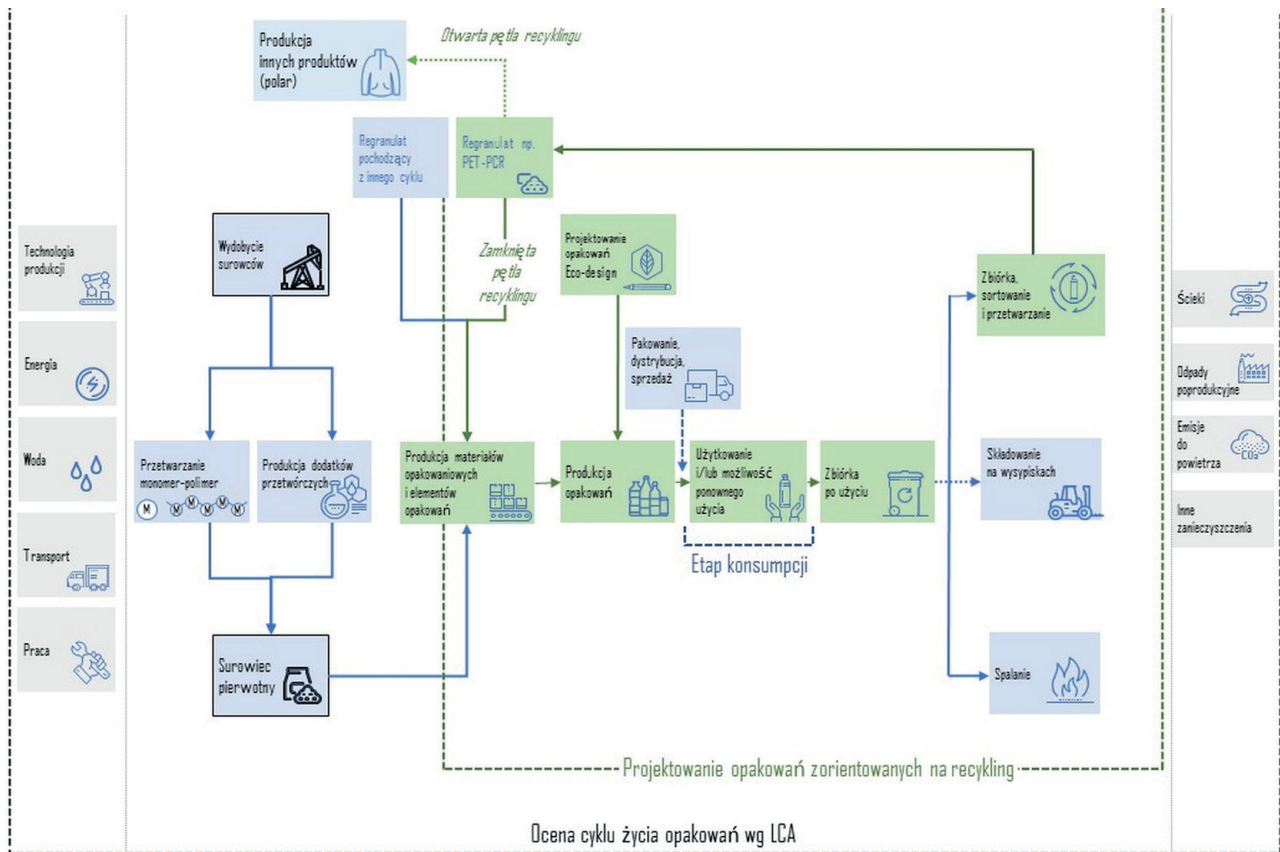 Otwarta pętla recyklingu
Produkcja
innych produktów
(polar)
Regranulat
pochodzący
z innego cyklu
Regranulat np.
PET-PCR
Wydobycie
surowców
Zamknięta
pętla
recyklingu
Projektowanie
opakowań
Eco-design
Technologia
produkcji
Energia
Woda
Transport
Praca
Pakowanie,
dystrybucja,
sprzedaż
Zbiórka,
sortowanie
i przetwarzanie
Ścieki
Odpady
poprodukcyjne
Emisje
do
powietrza
CO₂
Inne
zanieczyszczenia
Przetwarzanie
monomer-polimer
M
M M M M M
Produkcja dodatków
przetwórczych
Produkcja materiałów
opakowaniowych
i elementów
opakowań
Produkcja
opakowań
Użytkowanie
i/lub możliwość
ponownego
użycia
Zbiórka
po użyciu
Składowanie
na wysypiskach
Etap konsumpcji
Surowiec
pierwotny
Spalanie
Projektowanie opakowań zorientowanych na recykling
Ocena cyklu życia opakowań wg LCA